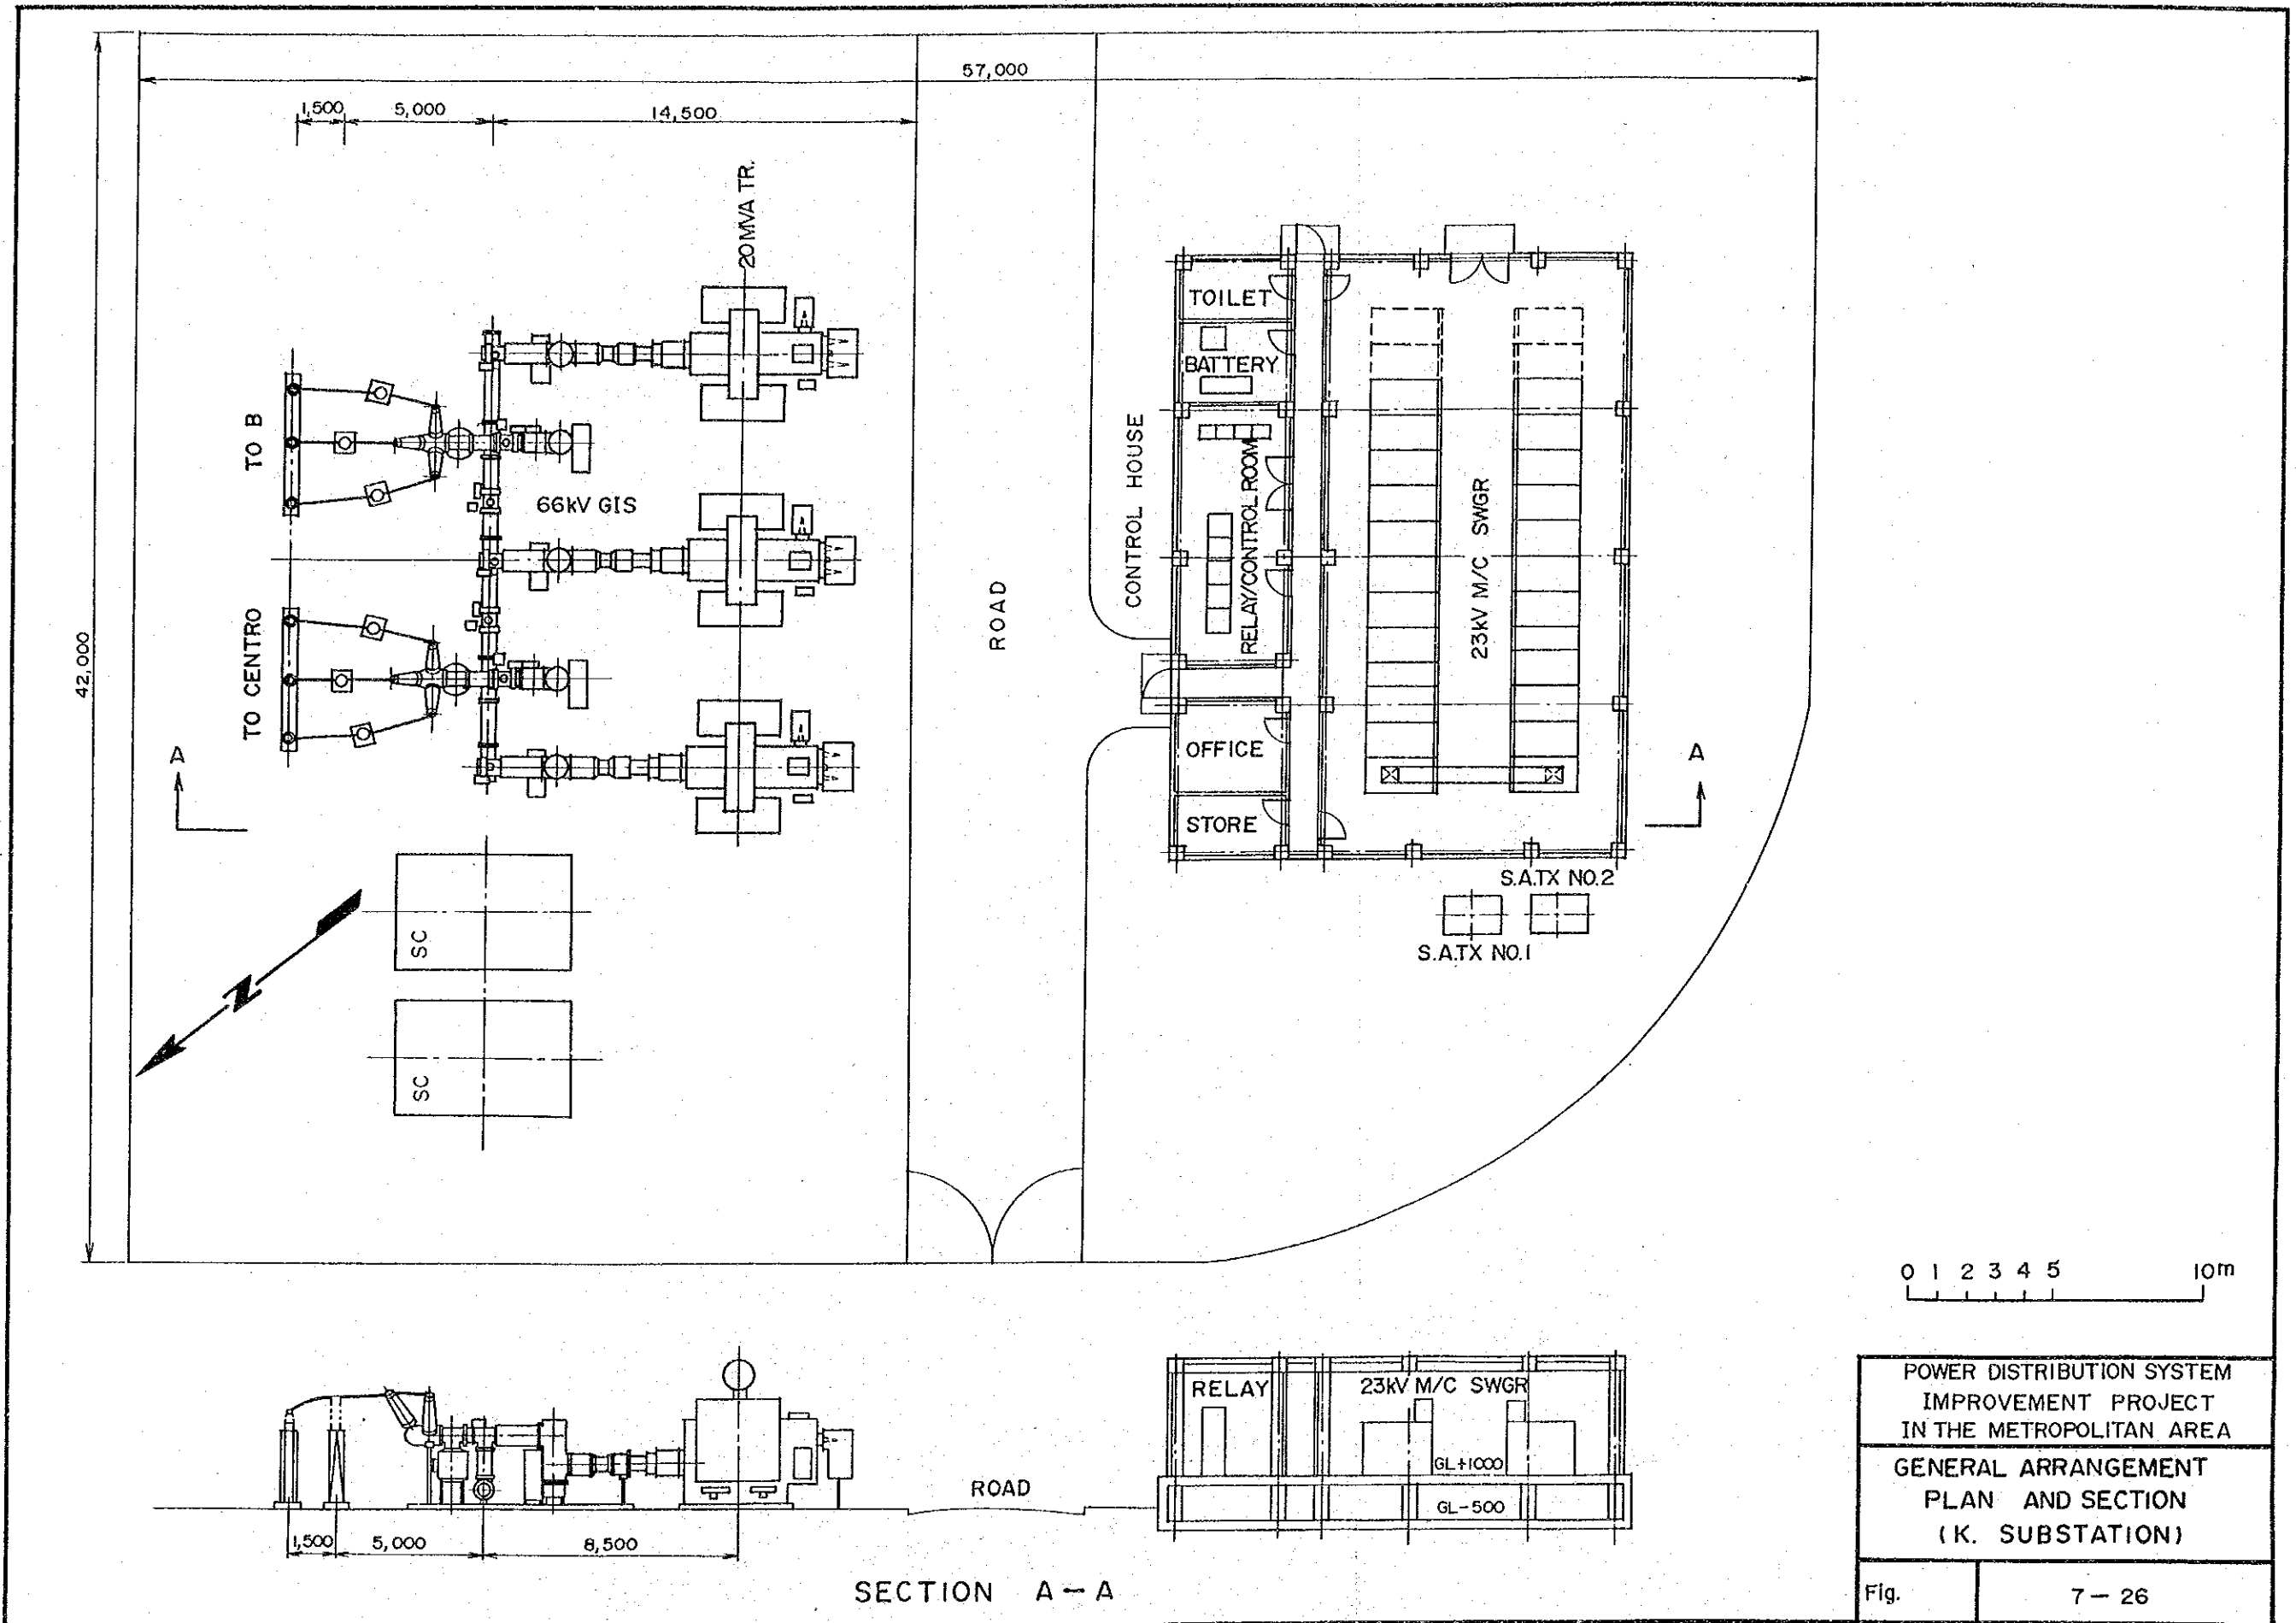 57,000
1,500
5,000
14,500
42,000
20MVA TR.
TO B
66kV GIS
TO CENTRO
A
A
ROAD
CONTROL HOUSE
TOILET
BATTERY
RELAY/CONTROL ROOM
23kV M/C SWGR
OFFICE
STORE
S.A.TX NO.2
S.A.TX NO.1
SC
SC
N
0 1 2 3 4 5 10m
RELAY
23kV M/C SWGR
GL+1000
GL-500
ROAD
1,500
5,000
8,500
SECTION A-A
POWER DISTRIBUTION SYSTEM
IMPROVEMENT PROJECT
IN THE METROPOLITAN AREA
GENERAL ARRANGEMENT
PLAN AND SECTION
(K. SUBSTATION)
Fig. 7-26